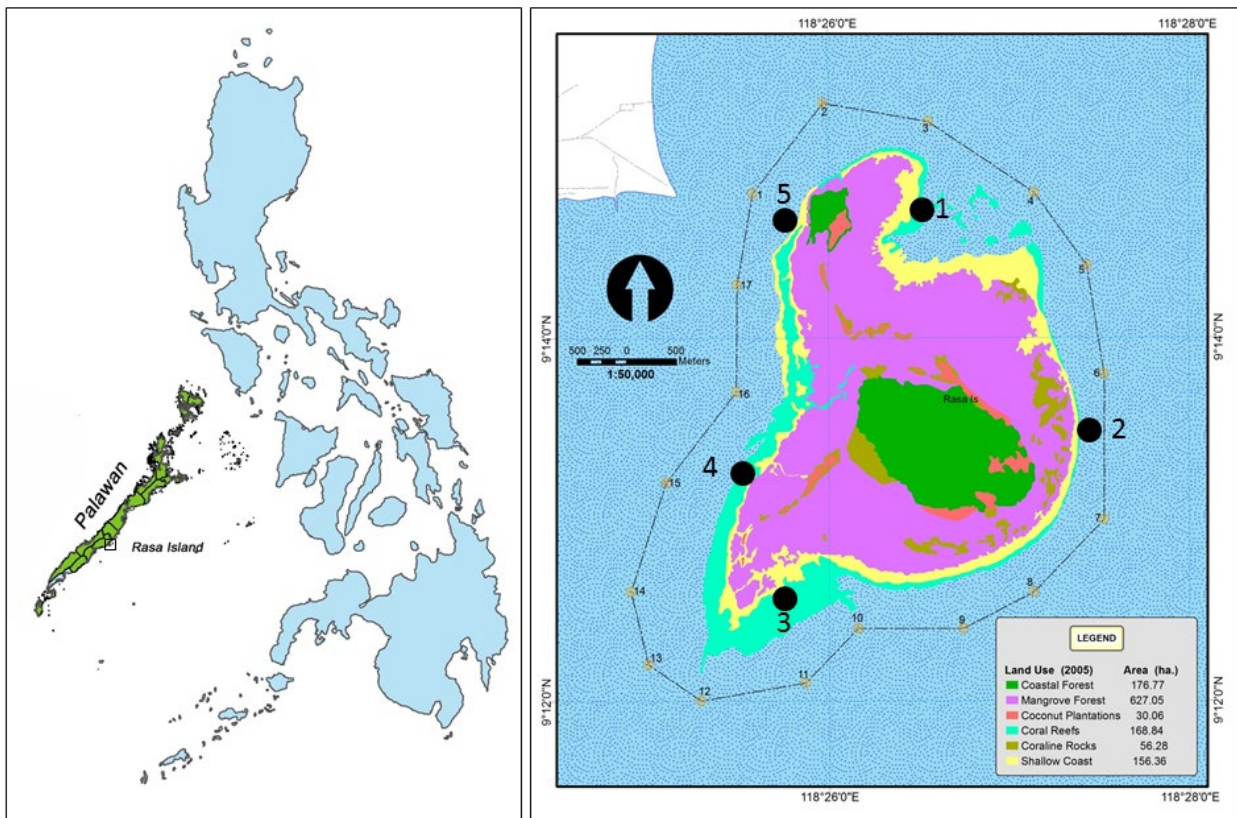 Palawan
Rasa Island
118°26'0"E
118°28'0"E
2
3
1
5
1
4
5
17
9°14'0"N
9°14'0"N
500 250 0 500
Meters
1:50,000
6
16
Rasa Is
2
4
15
7
14
8
3
10
9
13
11
12
9°12'0"N
9°12'0"N
LEGEND
Land Use (2005) Area (ha.)
Coastal Forest 176.77
Mangrove Forest 627.05
Coconut Plantations 30.06
Coral Reefs 168.84
Coraline Rocks 56.28
Shallow Coast 156.36
118°26'0"E
118°28'0"E